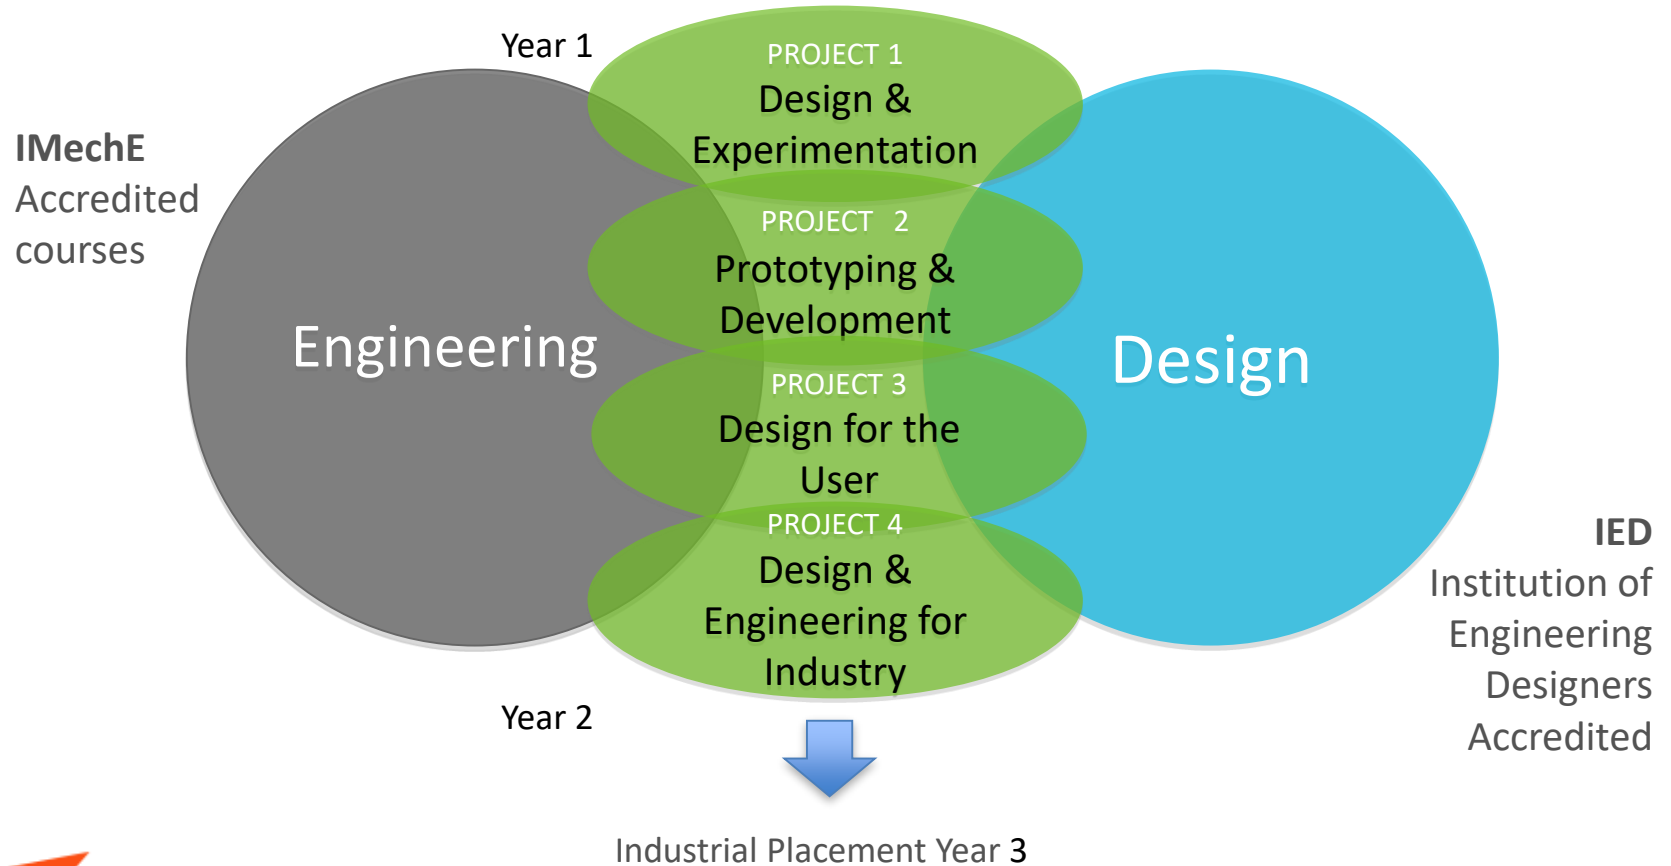 Year 1
PROJECT 1
Design &
Experimentation
IMechE
Accredited
courses
PROJECT 2
Prototyping &
Development
Engineering
Design
PROJECT 3
Design for the
User
PROJECT 4
Design &
Engineering for
Industry
IED
Institution of
Engineering
Designers
Accredited
Year 2
Industrial Placement Year 3